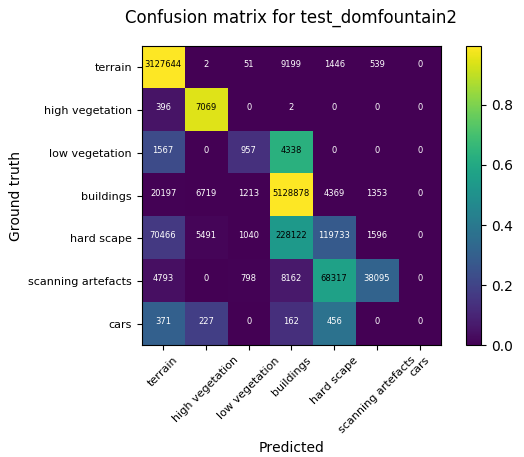 Confusion matrix for test_domfountain2
terrain 3127644 2 51 9199 1446 539 0
high vegetation 396 7069 0 2 0 0 0
low vegetation 1567 0 957 4338 0 0 0
buildings 20197 6719 1213 5128878 4369 1353 0
hard scape 70466 5491 1040 228122 119733 1596 0
scanning artefacts 4793 0 798 8162 68317 38095 0
cars 371 227 0 162 456 0 0
Ground truth
terrain high vegetation low vegetation buildings hard scape scanning artefacts cars
Predicted
0.8
0.6
0.4
0.2
0.0